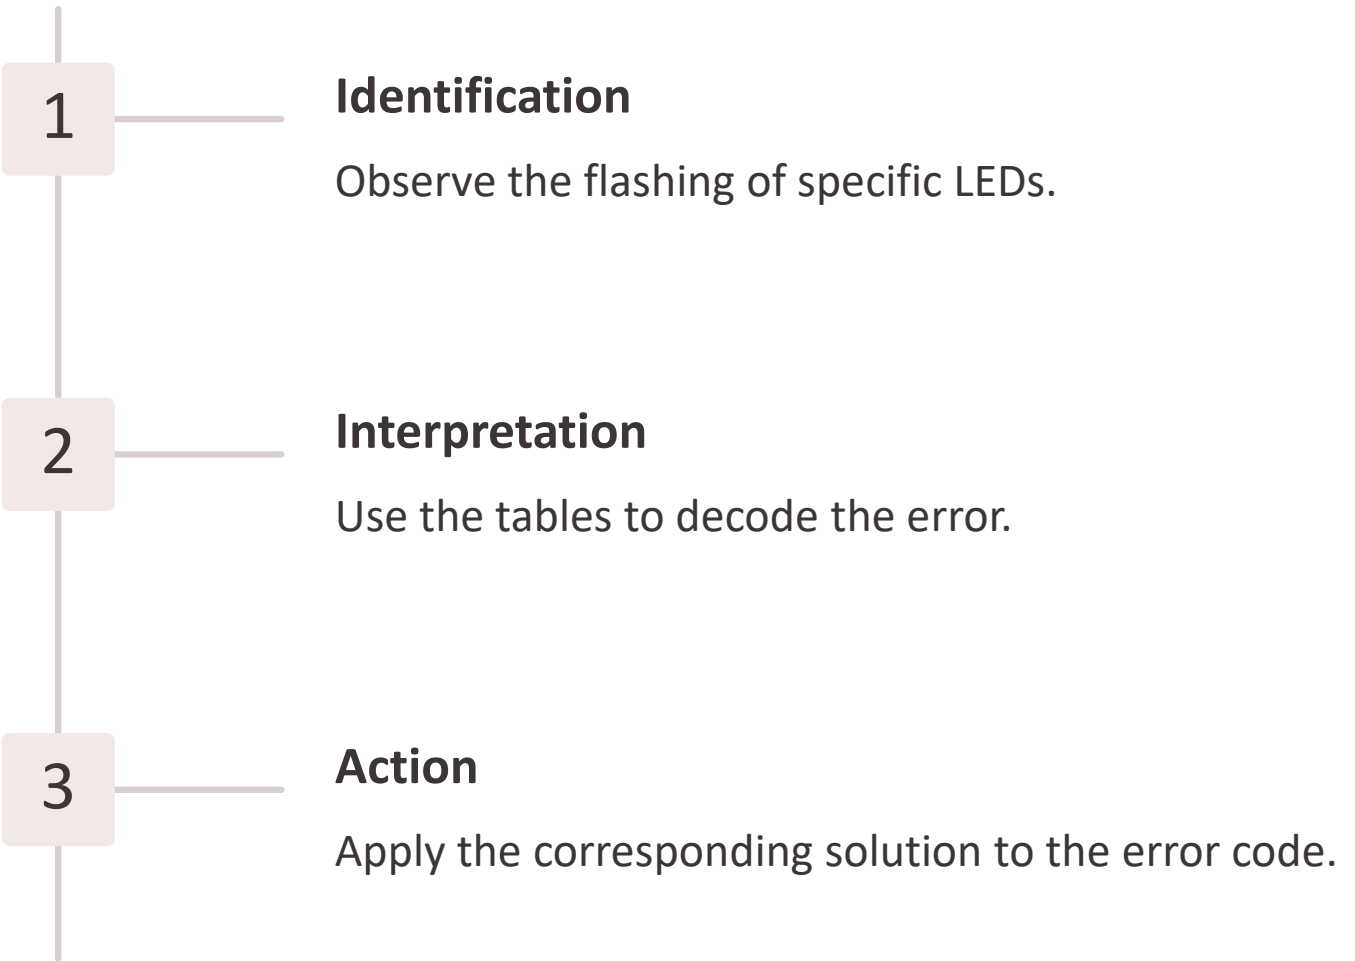 1
Identification
Observe the flashing of specific LEDs.
2
Interpretation
Use the tables to decode the error.
3
Action
Apply the corresponding solution to the error code.